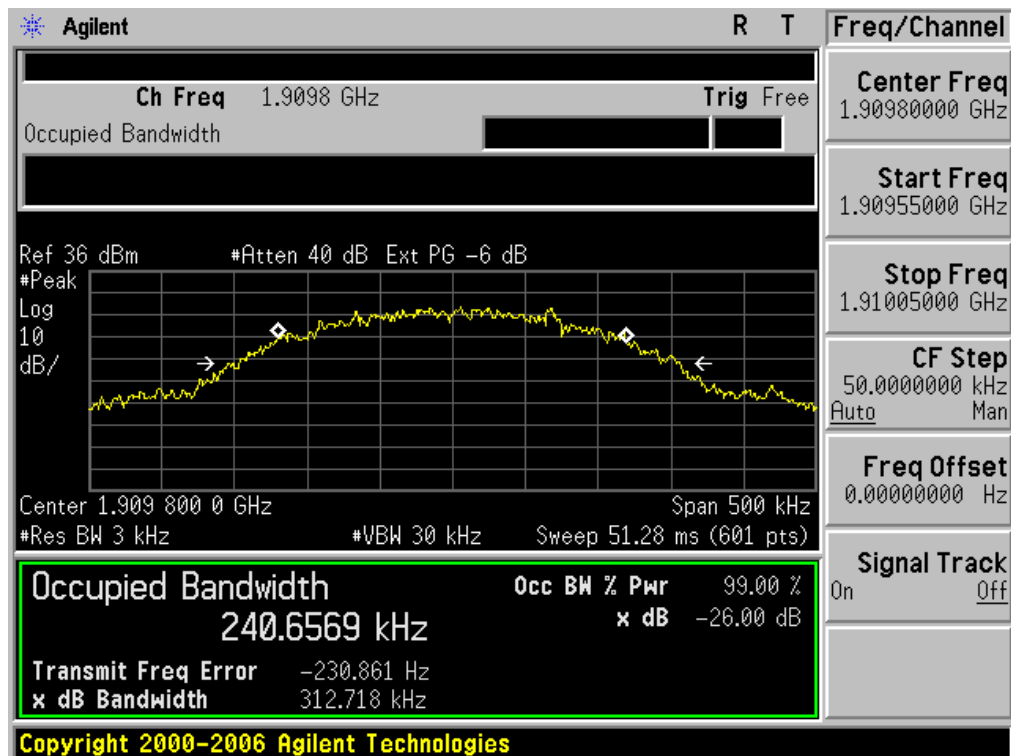 Agilent R T Freq/Channel
Ch Freq 1.9098 GHz Trig Free
Occupied Bandwidth
Center Freq
1.90980000 GHz
Start Freq
1.90955000 GHz
Stop Freq
1.91005000 GHz
CF Step
50.0000000 kHz
Auto Man
Freq Offset
0.00000000 Hz
Signal Track
On Off
Ref 36 dBm #Atten 40 dB Ext PG -6 dB
#Peak
Log
10
dB/
Center 1.909 800 0 GHz Span 500 kHz
#Res BW 3 kHz #VBW 30 kHz Sweep 51.28 ms (601 pts)
Occupied Bandwidth Occ BW % Pwr 99.00 %
240.6569 kHz x dB -26.00 dB
Transmit Freq Error -230.861 Hz
x dB Bandwidth 312.718 kHz
Copyright 2000-2006 Agilent Technologies